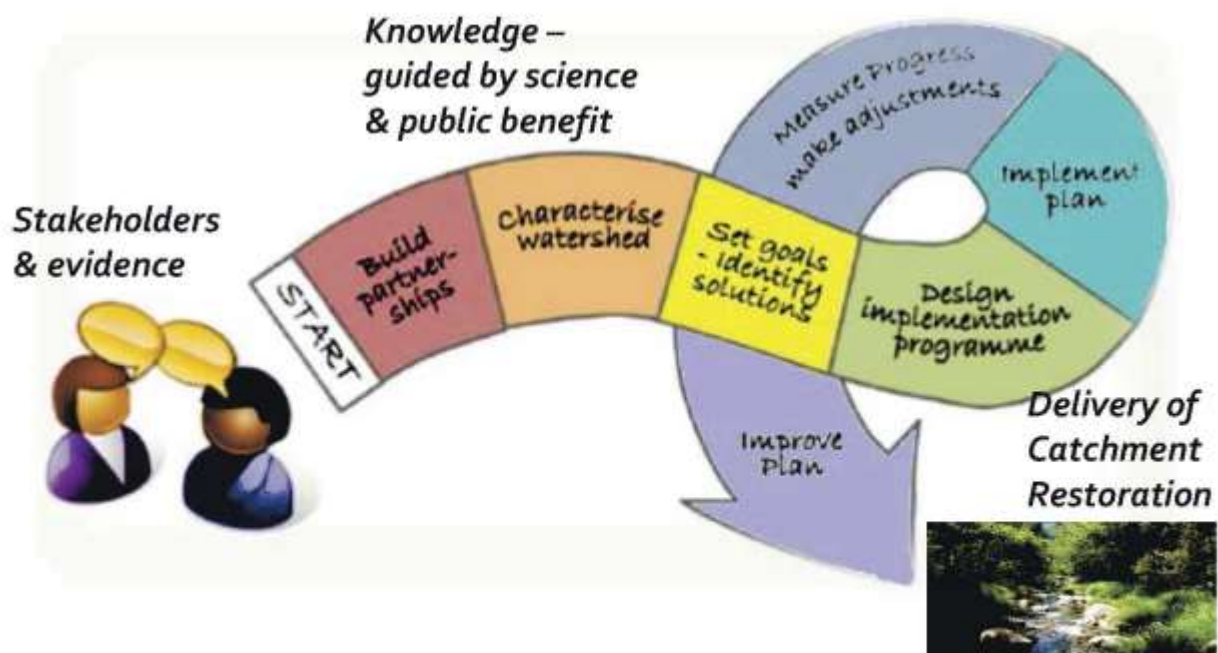 Knowledge –
guided by science
& public benefit
Stakeholders
& evidence
START
Build
partner-
ships
Characterise
watershed
Set goals
- Identify
solutions
Design
implementation
programme
Implement
plan
Measure Progress
make adjustments
Improve
Plan
Delivery of
Catchment
Restoration